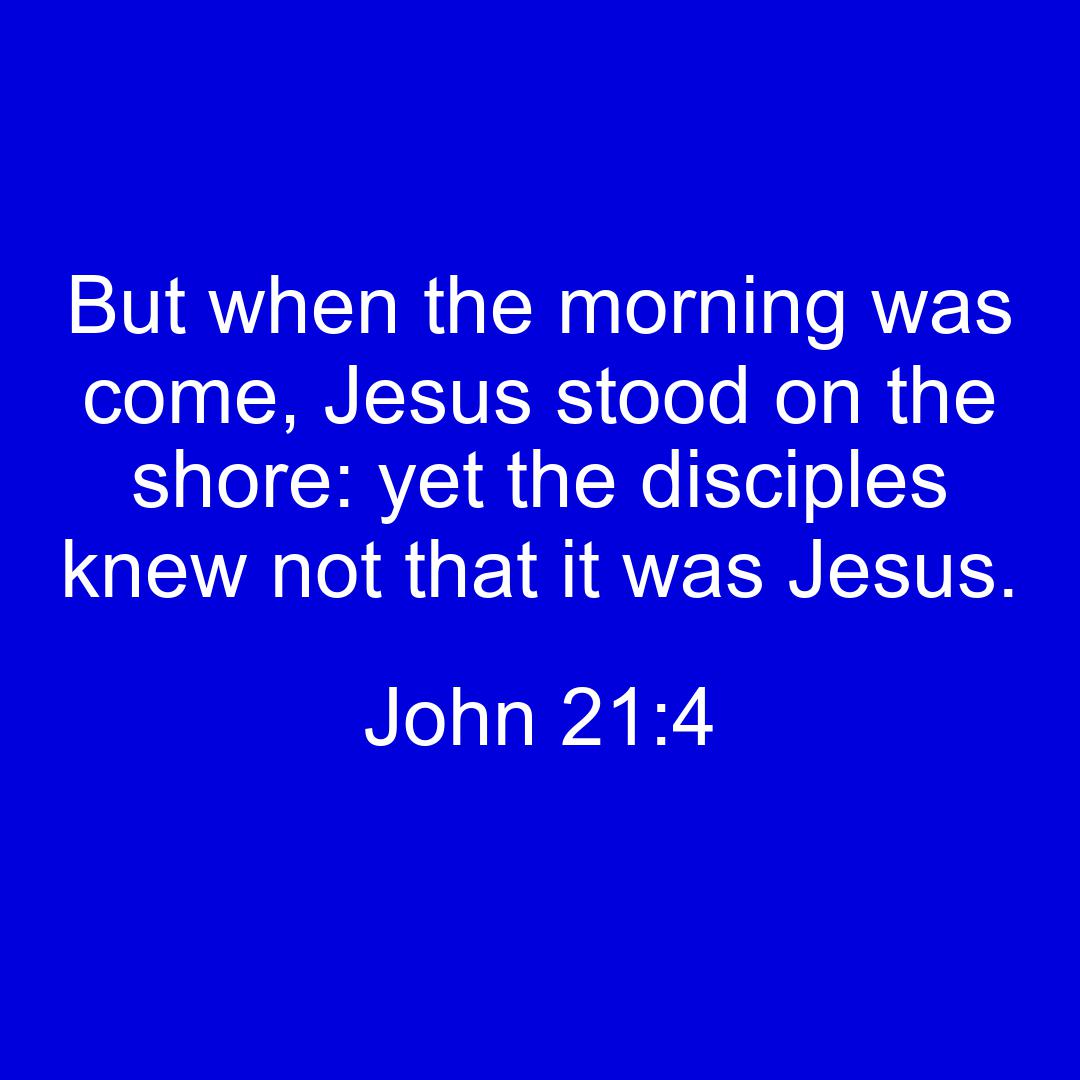 But when the morning was
come, Jesus stood on the
shore: yet the disciples
knew not that it was Jesus.
John 21:4